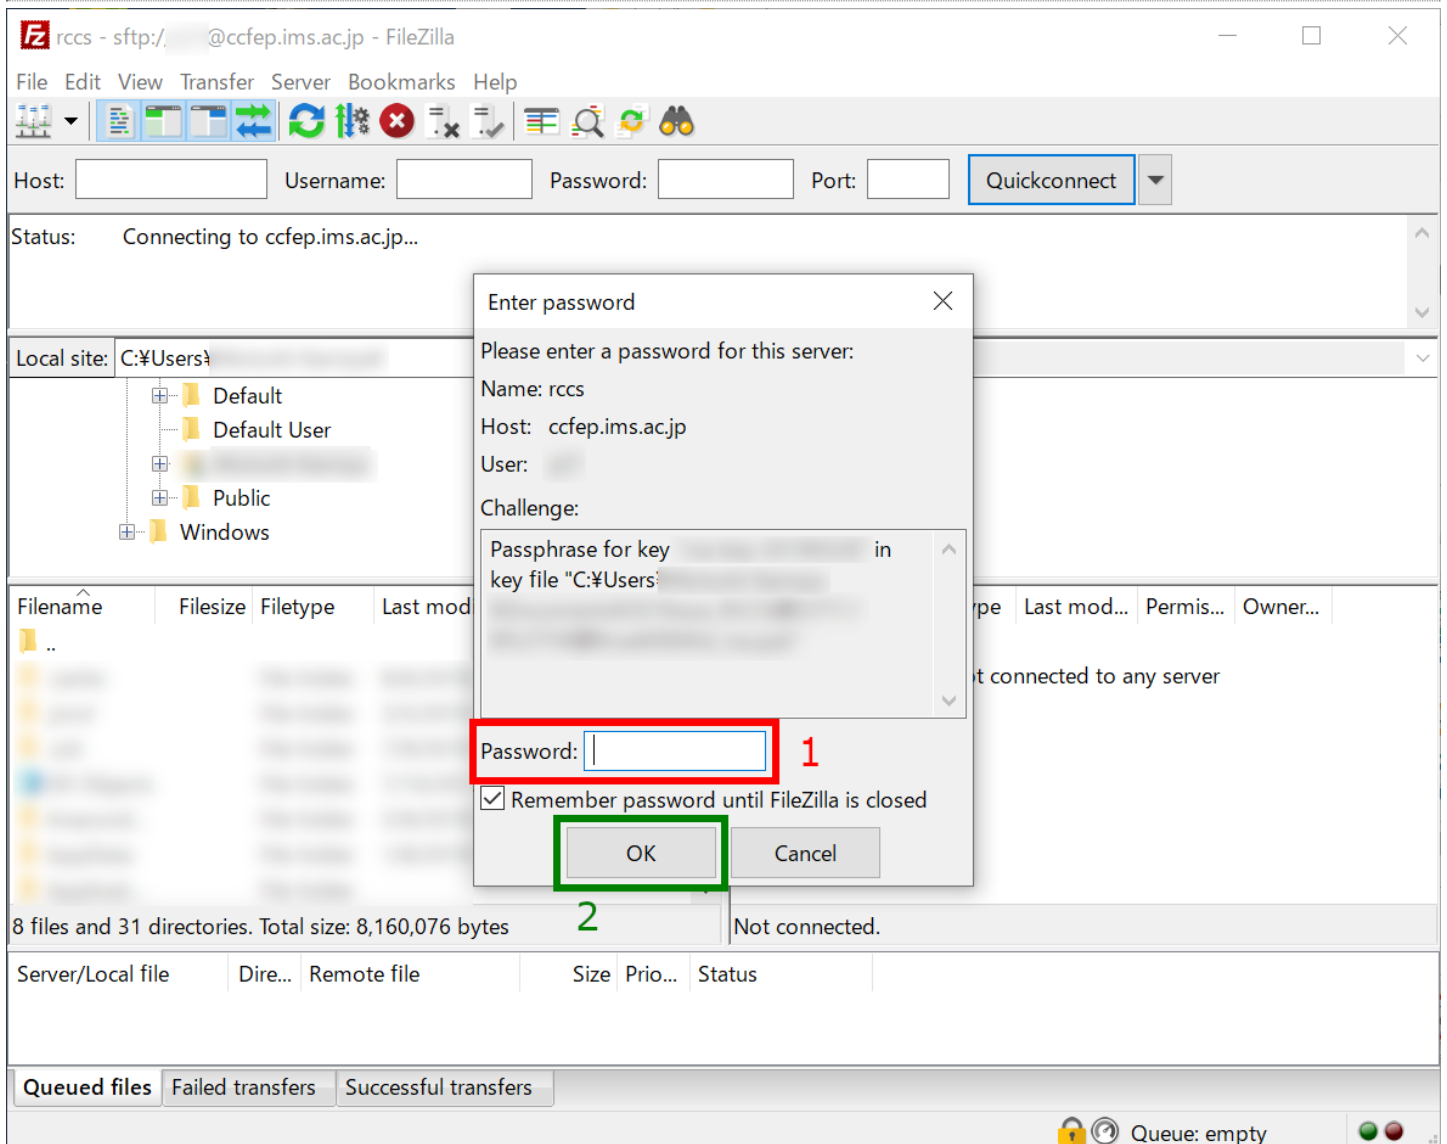 rccs - sftp:/ @ccfep.ims.ac.jp - FileZilla
File Edit View Transfer Server Bookmarks Help
Host: Username: Password: Port: Quickconnect
Status: Connecting to ccfep.ims.ac.jp...
Enter password
Please enter a password for this server:
Name: rccs
Host: ccfep.ims.ac.jp
User:
Challenge:
Passphrase for key in
key file "C:¥Users
Password: 1
Remember password until FileZilla is closed
OK Cancel
2
Local site: C:¥Users¥
Default
Default User
Public
Windows
Filename Filesize Filetype Last mod
..
8 files and 31 directories. Total size: 8,160,076 bytes
Last mod... Permis... Owner...
connected to any server
Not connected.
Server/Local file Dire... Remote file Size Prio... Status
Queued files Failed transfers Successful transfers
Queue: empty